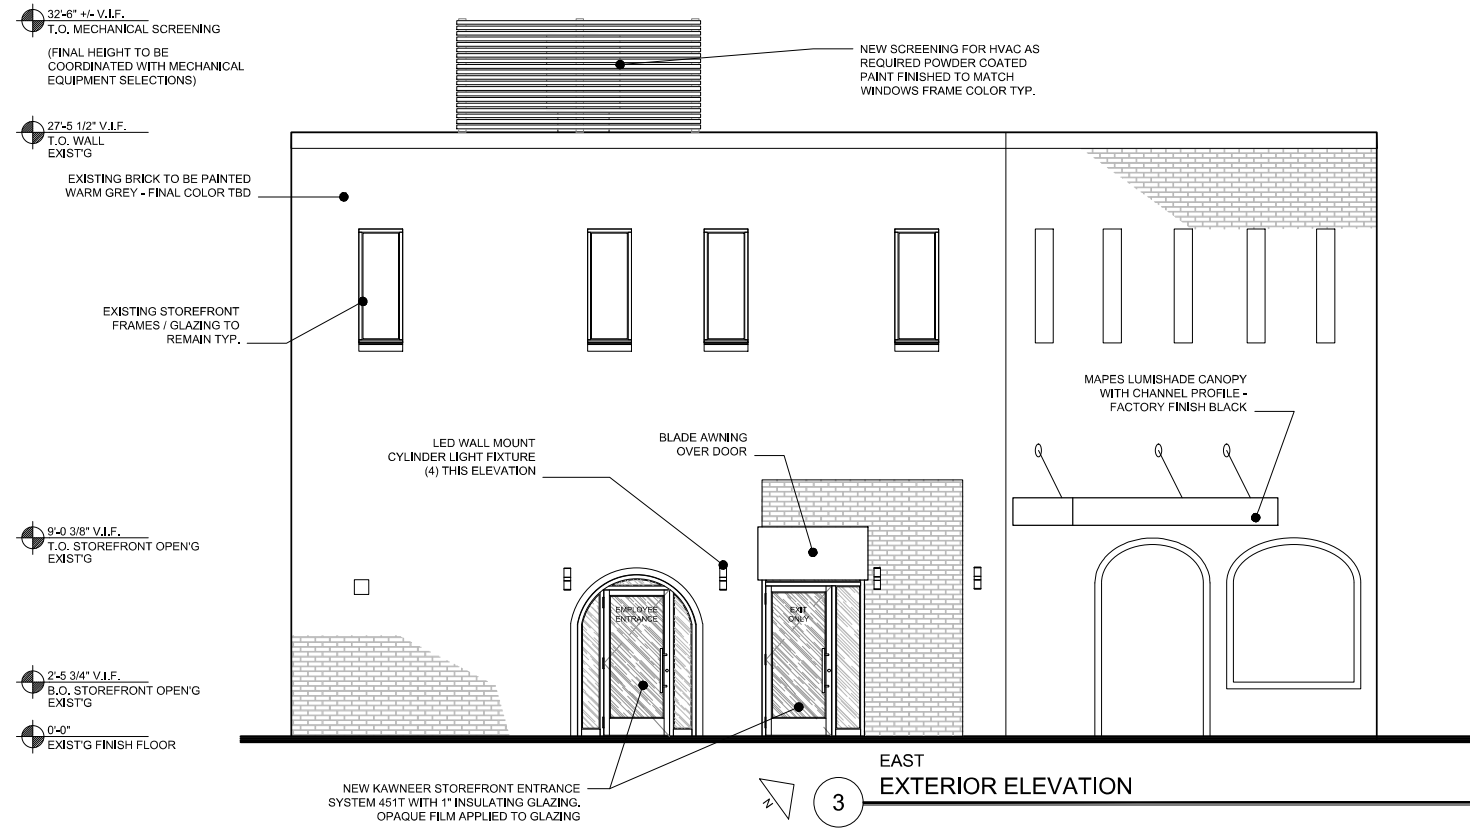 32'-6" +/- V.I.F.
T.O. MECHANICAL SCREENING
(FINAL HEIGHT TO BE
COORDINATED WITH MECHANICAL
EQUIPMENT SELECTIONS)
NEW SCREENING FOR HVAC AS
REQUIRED POWDER COATED
PAINT FINISHED TO MATCH
WINDOWS FRAME COLOR TYP.
27'-5 1/2" V.I.F.
T.O. WALL
EXIST'G
EXISTING BRICK TO BE PAINTED
WARM GREY - FINAL COLOR TBD
EXISTING STOREFRONT
FRAMES / GLAZING TO
REMAIN TYP.
MAPES LUMISHADE CANOPY
WITH CHANNEL PROFILE -
FACTORY FINISH BLACK
LED WALL MOUNT
CYLINDER LIGHT FIXTURE
(4) THIS ELEVATION
BLADE AWNING
OVER DOOR
9'-0 3/8" V.I.F.
T.O. STOREFRONT OPEN'G
EXIST'G
EMPLOYEE
ENTRANCE
EXIT
ONLY
2'-5 3/4" V.I.F.
B.O. STOREFRONT OPEN'G
EXIST'G
0'-0"
EXIST'G FINISH FLOOR
NEW KAWNEER STOREFRONT ENTRANCE
SYSTEM 451T WITH 1" INSULATING GLAZING.
OPAQUE FILM APPLIED TO GLAZING
N
3
EAST
EXTERIOR ELEVATION